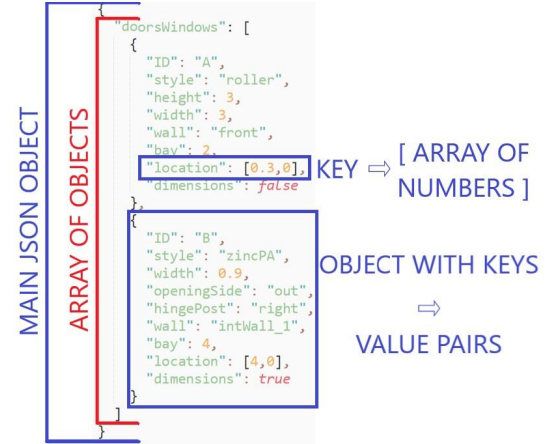 {
"doorsWindows": [
{
"ID": "A",
"style": "roller",
"height": 3,
"width": 3,
"wall": "front",
"bay": 2,
"location": [0.3,0],
"dimensions": false
},
{
"ID": "B",
"style": "zincPA",
"width": 0.9,
"openingSide": "out",
"hingePost": "right",
"wall": "intWall_1",
"bay": 4,
"location": [4,0],
"dimensions": true
}
]
}
MAIN JSON OBJECT
ARRAY OF OBJECTS
KEY ⇨ [ ARRAY OF
NUMBERS ]
OBJECT WITH KEYS
⇨
VALUE PAIRS